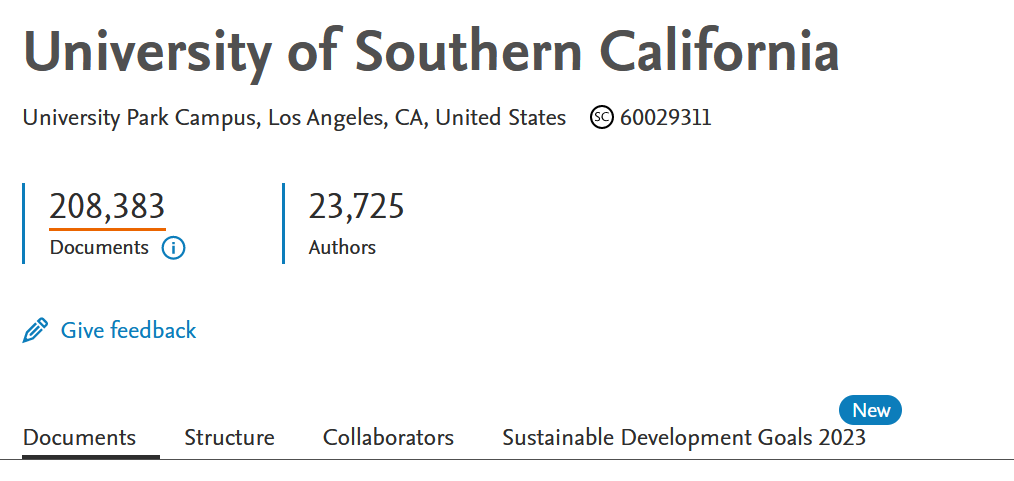 University of Southern California
University Park Campus, Los Angeles, CA, United States SC 60029311
208,383 23,725
Documents i Authors
Give feedback
New
Documents Structure Collaborators Sustainable Development Goals 2023